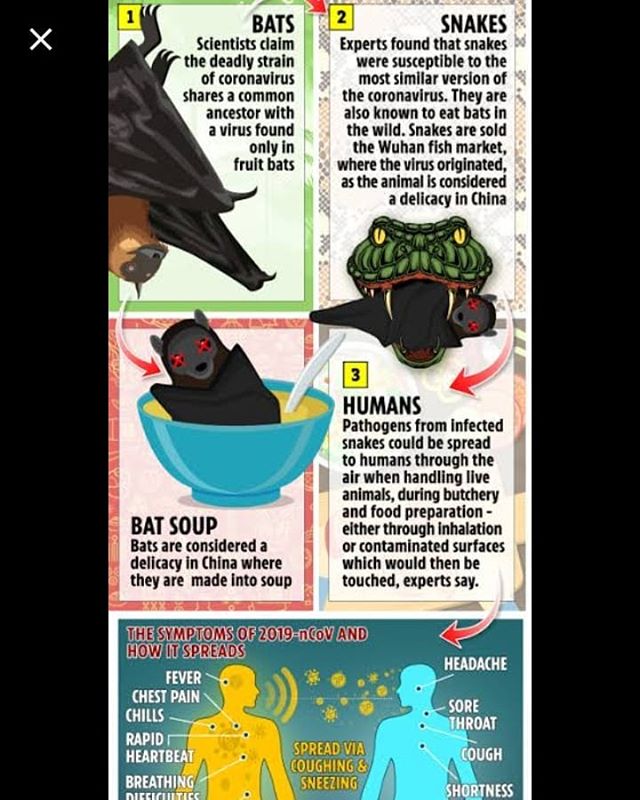 1
BATS
Scientists claim
the deadly strain
of coronavirus
shares a common
ancestor with
a virus found
only in
fruit bats
2
SNAKES
Experts found that snakes
were susceptible to the
most similar version of
the coronavirus. They are
also known to eat bats in
the wild. Snakes are sold
the Wuhan fish market,
where the virus originated,
as the animal is considered
a delicacy in China
BAT SOUP
Bats are considered a
delicacy in China where
they are made into soup
3
HUMANS
Pathogens from infected
snakes could be spread
to humans through the
air when handling live
animals, during butchery
and food preparation -
either through inhalation
or contaminated surfaces
which would then be
touched, experts say.
THE SYMPTOMS OF 2019-nCoV AND
HOW IT SPREADS
FEVER
CHEST PAIN
CHILLS
RAPID
HEARTBEAT
BREATHING
DIFFICULTIES
SPREAD VIA
COUGHING &
SNEEZING
HEADACHE
SORE
THROAT
COUGH
SHORTNESS